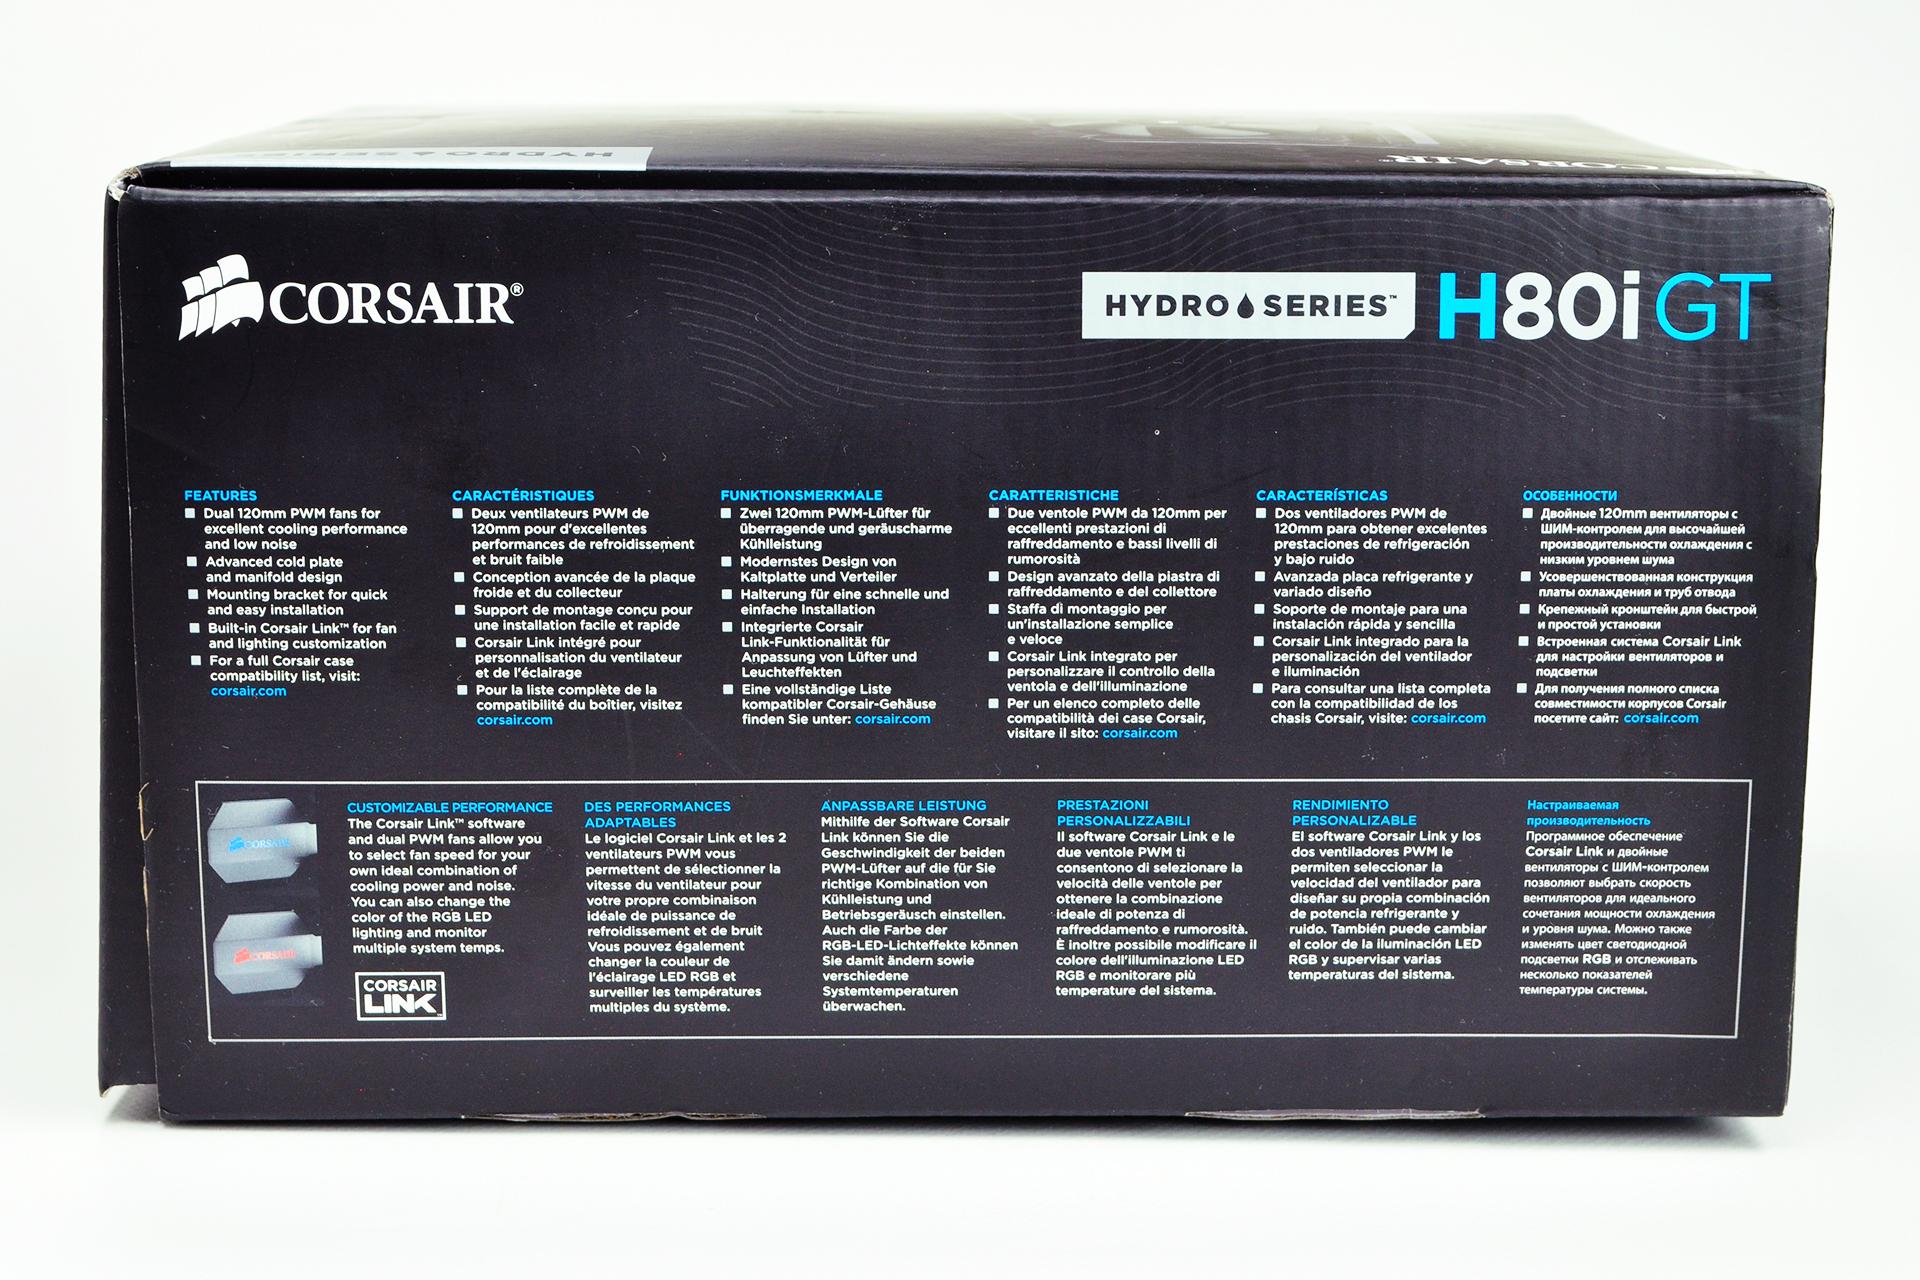 HYDRO SERIES
CORSAIR
CORSAIR®
HYDRO SERIES™ H80i GT
FEATURES
■ Dual 120mm PWM fans for
excellent cooling performance
and low noise
■ Advanced cold plate
and manifold design
■ Mounting bracket for quick
and easy installation
■ Built-in Corsair Link™ for fan
and lighting customization
■ For a full Corsair case
compatibility list, visit:
corsair.com
CARACTÉRISTIQUES
■ Deux ventilateurs PWM de
120mm pour d'excellentes
performances de refroidissement
et bruit faible
■ Conception avancée de la plaque
froide et du collecteur
■ Support de montage conçu pour
une installation facile et rapide
■ Corsair Link intégré pour
personnalisation du ventilateur
et de l'éclairage
■ Pour la liste complète de la
compatibilité du boîtier, visitez
corsair.com
FUNKTIONSMERKMALE
■ Zwei 120mm PWM-Lüfter für
überragende und geräuscharme
Kühlleistung
■ Modernstes Design von
Kaltplatte und Verteiler
■ Halterung für eine schnelle und
einfache Installation
■ Integrierte Corsair
Link-Funktionalität für
Anpassung von Lüfter und
Leuchteffekten
■ Eine vollständige Liste
kompatibler Corsair-Gehäuse
finden Sie unter: corsair.com
CARATTERISTICHE
■ Due ventole PWM da 120mm per
eccellenti prestazioni di
raffreddamento e bassi livelli di
rumorosità
■ Design avanzato della piastra di
raffreddamento e del collettore
■ Staffa di montaggio per
un'installazione semplice
e veloce
■ Corsair Link integrato per
personalizzare il controllo della
ventola e dell'illuminazione
■ Per un elenco completo delle
compatibilità dei case Corsair,
visitare il sito: corsair.com
CARACTERÍSTICAS
■ Dos ventiladores PWM de
120mm para obtener excelentes
prestaciones de refrigeración
y bajo ruido
■ Avanzada placa refrigerante y
variado diseño
■ Soporte de montaje para una
instalación rápida y sencilla
■ Corsair Link integrado para la
personalización del ventilador
e iluminación
■ Para consultar una lista completa
con la compatibilidad de los
chasis Corsair, visite: corsair.com
ОСОБЕННОСТИ
■ Двойные 120mm вентиляторы с
ШИМ-контролем для высочайшей
производительности охлаждения с
низким уровнем шума
■ Усовершенствованная конструкция
платы охлаждения и труб отвода
■ Крепежный кронштейн для быстрой
и простой установки
■ Встроенная система Corsair Link
для настройки вентиляторов и
подсветки
■ Для получения полного списка
совместимости корпусов Corsair
посетите сайт: corsair.com
CORSAIR
CORSAIR
CUSTOMIZABLE PERFORMANCE
The Corsair Link™ software
and dual PWM fans allow you
to select fan speed for your
own ideal combination of
cooling power and noise.
You can also change the
color of the RGB LED
lighting and monitor
multiple system temps.
CORSAIR
LINK™
DES PERFORMANCES
ADAPTABLES
Le logiciel Corsair Link et les 2
ventilateurs PWM vous
permettent de sélectionner la
vitesse du ventilateur pour
votre propre combinaison
idéale de puissance de
refroidissement et de bruit
Vous pouvez également
changer la couleur de
l'éclairage LED RGB et
surveiller les températures
multiples du système.
ANPASSBARE LEISTUNG
Mithilfe der Software Corsair
Link können Sie die
Geschwindigkeit der beiden
PWM-Lüfter auf die für Sie
richtige Kombination von
Kühlleistung und
Betriebsgeräusch einstellen.
Auch die Farbe der
RGB-LED-Lichteffekte können
Sie damit ändern sowie
verschiedene
Systemtemperaturen
überwachen.
PRESTAZIONI
PERSONALIZZABILI
Il software Corsair Link e le
due ventole PWM ti
consentono di selezionare la
velocità delle ventole per
ottenere la combinazione
ideale di potenza di
raffreddamento e rumorosità.
È inoltre possibile modificare il
colore dell'illuminazione LED
RGB e monitorare più
temperature del sistema.
RENDIMIENTO
PERSONALIZABLE
El software Corsair Link y los
dos ventiladores PWM le
permiten seleccionar la
velocidad del ventilador para
diseñar su propia combinación
de potencia refrigerante y
ruido. También puede cambiar
el color de la iluminación LED
RGB y supervisar varias
temperaturas del sistema.
Настраиваемая
производительность
Программное обеспечение
Corsair Link и двойные
вентиляторы с ШИМ-контролем
позволяют выбрать скорость
вентиляторов для идеального
сочетания мощности охлаждения
и уровня шума. Можно также
изменять цвет светодиодной
подсветки RGB и отслеживать
несколько показателей
температуры системы.